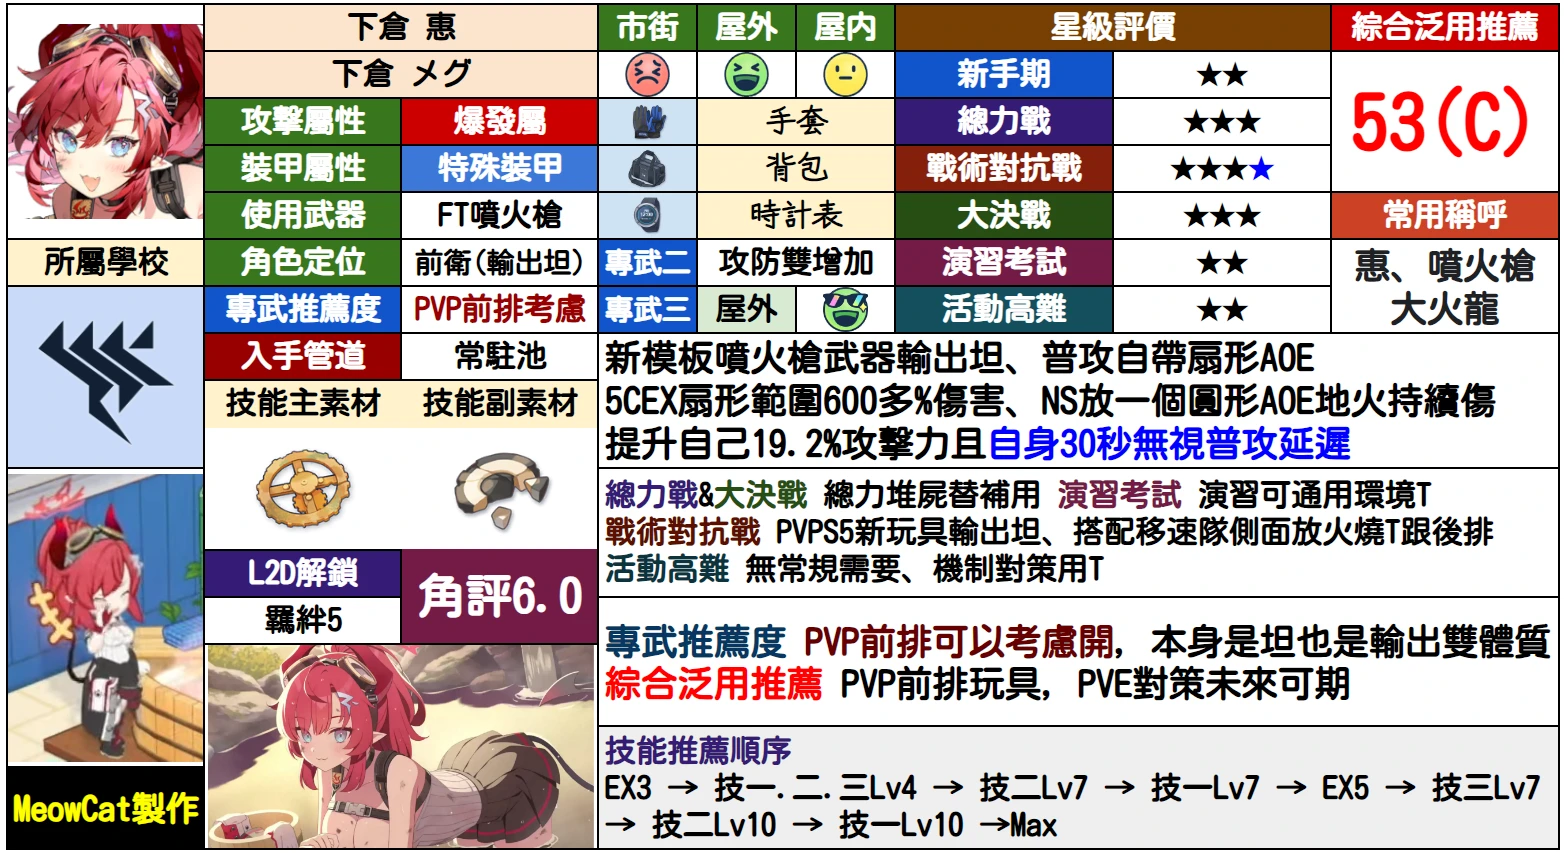 下倉 惠
市街
屋外
屋内
星級評價
綜合泛用推薦
下倉 メグ
新手期
★★
53(C)
攻擊屬性
爆發屬
手套
總力戰
★★★
裝甲屬性
特殊裝甲
背包
戰術對抗戰
★★★★
使用武器
FT噴火槍
時計表
大決戰
★★★
常用稱呼
所屬學校
角色定位
前衛(輸出坦)
專武二
攻防雙增加
演習考試
★★
惠、噴火槍
大火龍
專武推薦度
PVP前排考慮
專武三
屋外
活動高難
★★
入手管道
常駐池
新模板噴火槍武器輸出坦、普攻自帶扇形AOE
5CEX扇形範圍600多%傷害、NS放一個圓形AOE地火持續傷
提升自己19.2%攻擊力且自身30秒無視普攻延遲
技能主素材
技能副素材
總力戰&大決戰 總力堆屍替補用 演習考試 演習可通用環境T
戰術對抗戰 PVPS5新玩具輸出坦、搭配移速隊側面放火燒T跟後排
活動高難 無常規需要、機制對策用T
L2D解鎖
羈絆5
角評6.0
專武推薦度 PVP前排可以考慮開, 本身是坦也是輸出雙體質
綜合泛用推薦 PVP前排玩具, PVE對策未來可期
技能推薦順序
EX3 → 技一.二.三Lv4 → 技二Lv7 → 技一Lv7 → EX5 → 技三Lv7
→ 技二Lv10 → 技一Lv10 →Max
MeowCat製作